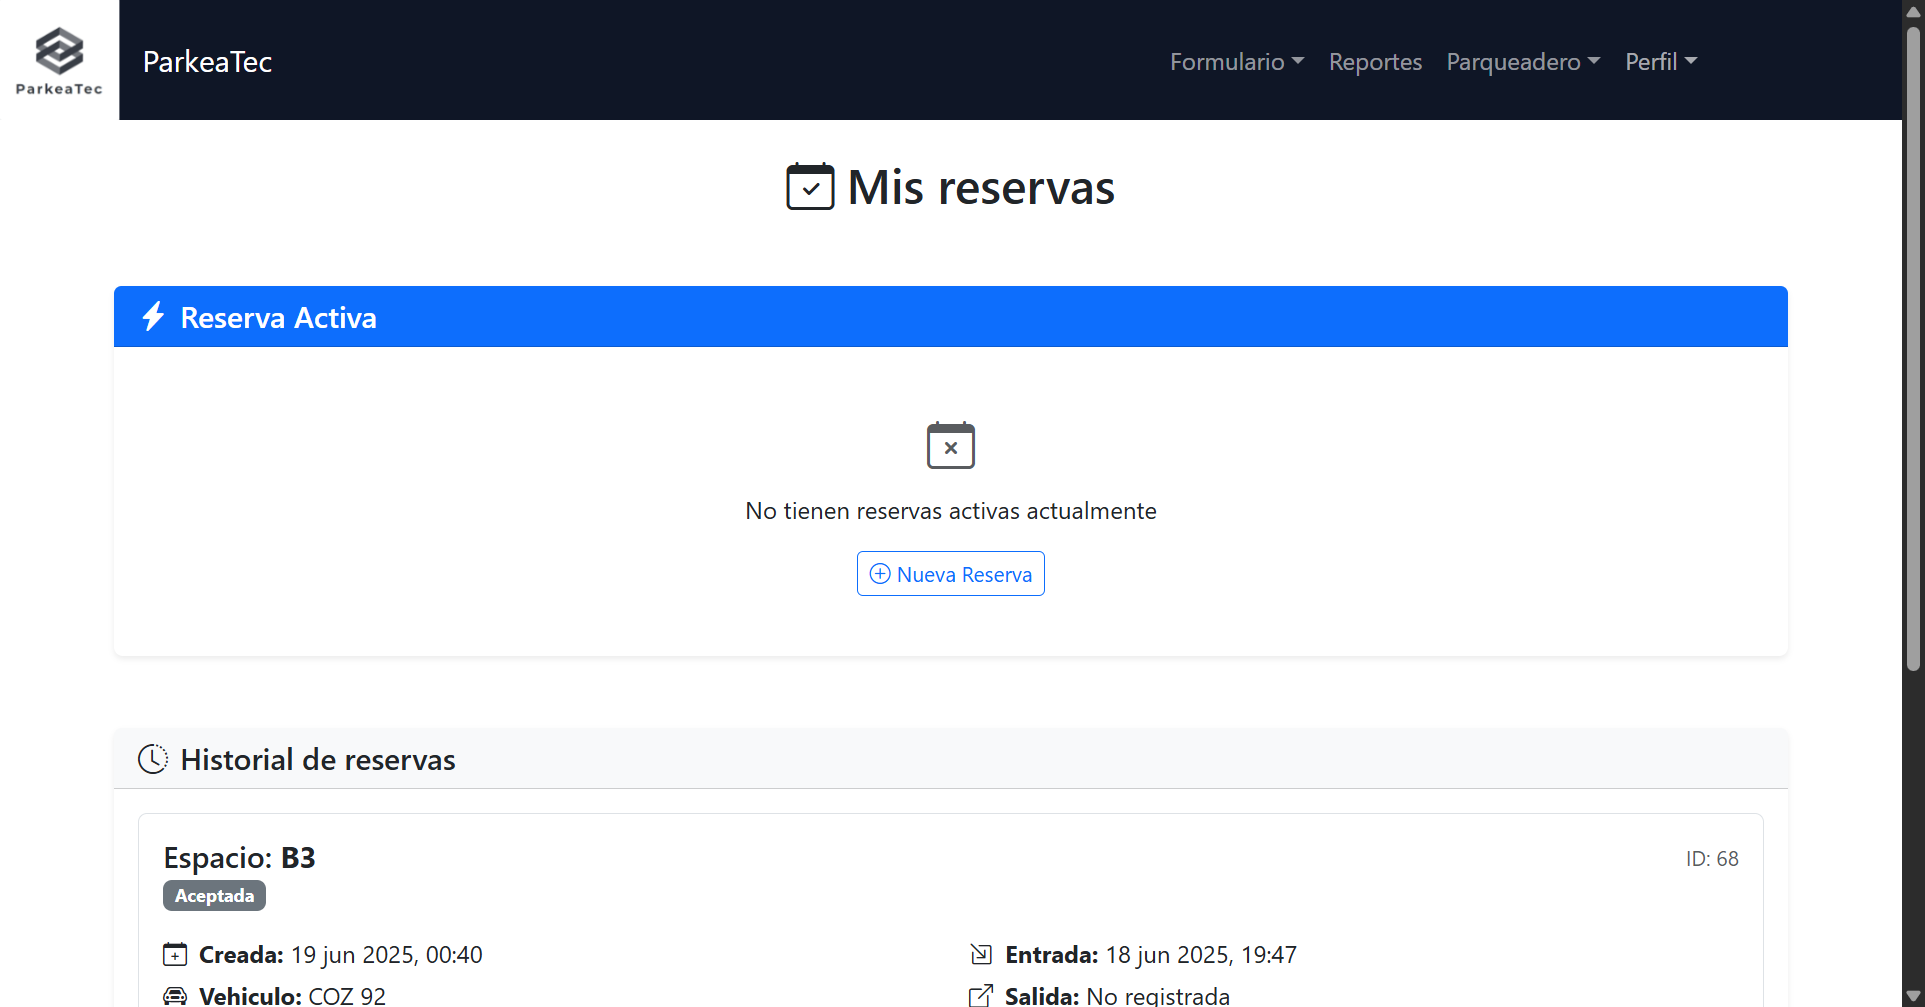 ParkeaTec
ParkeaTec
Formulario Reportes Parqueadero Perfil
Mis reservas
Reserva Activa
No tienen reservas activas actualmente
Nueva Reserva
Historial de reservas
Espacio: B3
ID: 68
Aceptada
Creada: 19 jun 2025, 00:40
Entrada: 18 jun 2025, 19:47
Vehiculo: COZ 92
Salida: No registrada